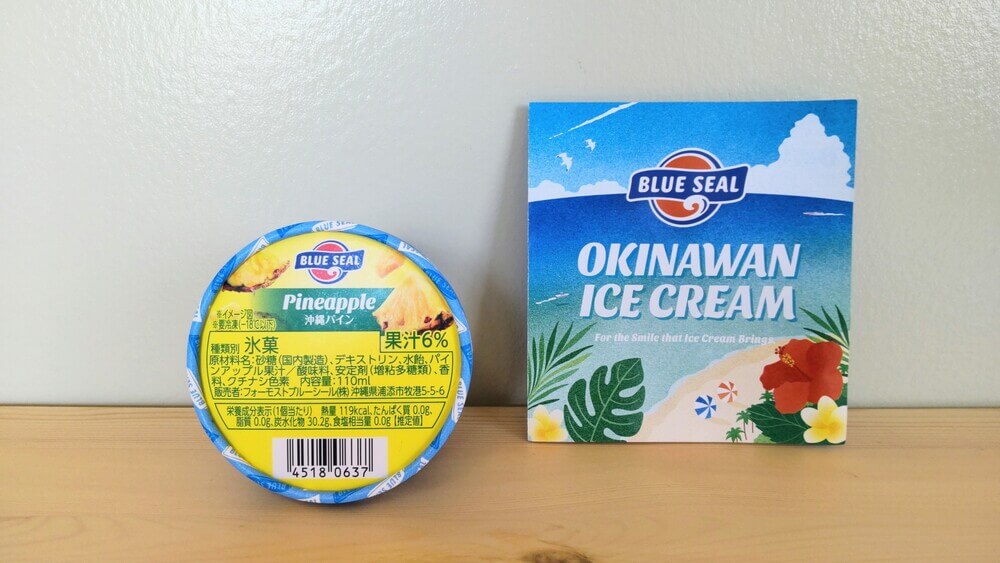 BLUE SEAL
Pineapple
沖縄パイン
※イメージ図
※要冷凍(−18℃以下)
果汁6%
種類別 氷菓
原材料名:砂糖(国内製造)、デキストリン、水飴、パイ
ンアップル果汁/酸味料、安定剤(増粘多糖類)、香
料、クチナシ色素 内容量:110ml
販売者:フォーモストブルーシール(株)沖縄県浦添市牧港5-5-6
栄養成分表示(1個当たり) 熱量 119kcal、たんぱく質 0.0g、
脂質 0.0g、炭水化物 30.2g、食塩相当量 0.0g【推定値】
4518 0637
BLUE SEAL
OKINAWAN
ICE CREAM
For the Smile that Ice Cream Brings.